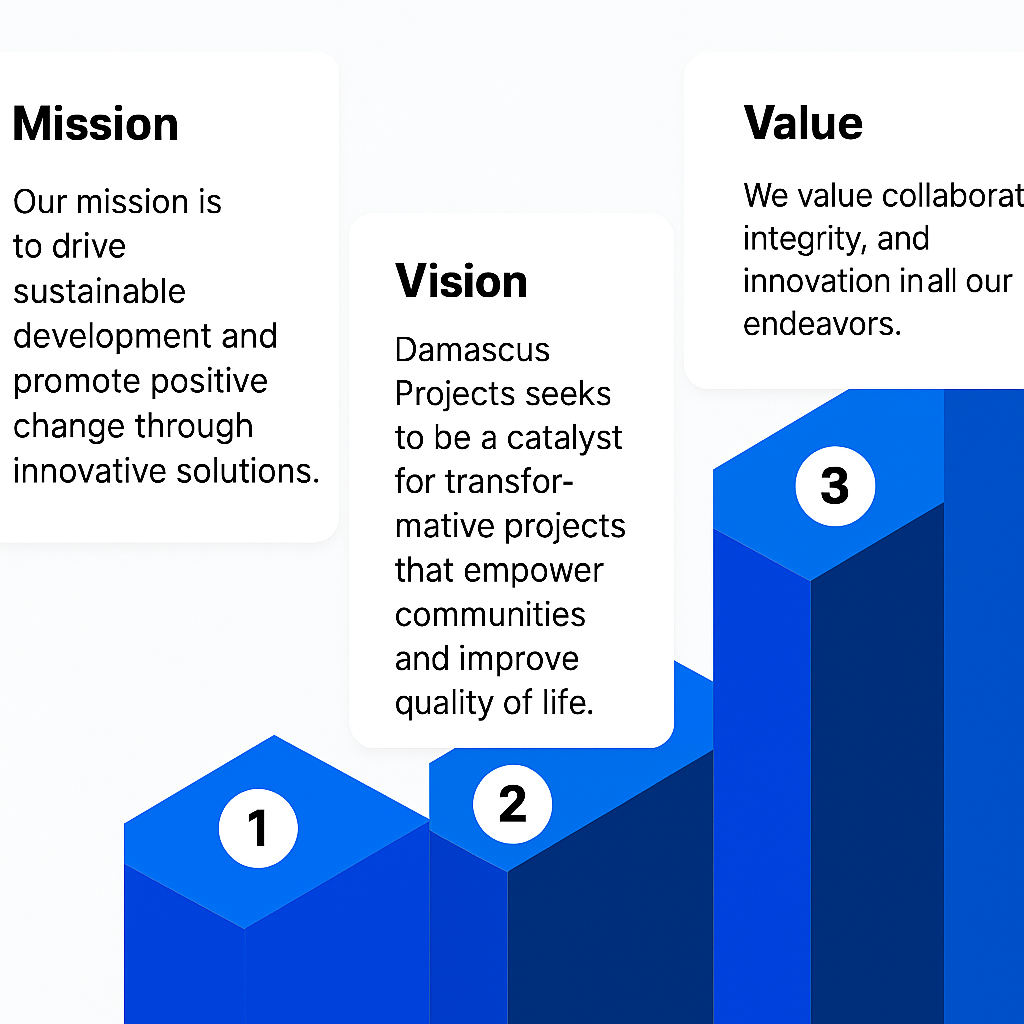 Mission
Our mission is
to drive
sustainable
development and
promote positive
change through
innovative solutions.
Vision
Damascus
Projects seeks
to be a catalyst
for transfor-
mative projects
that empower
communities
and improve
quality of life.
Value
We value collaborat
integrity, and
innovation inall our
endeavors.
1
2
3